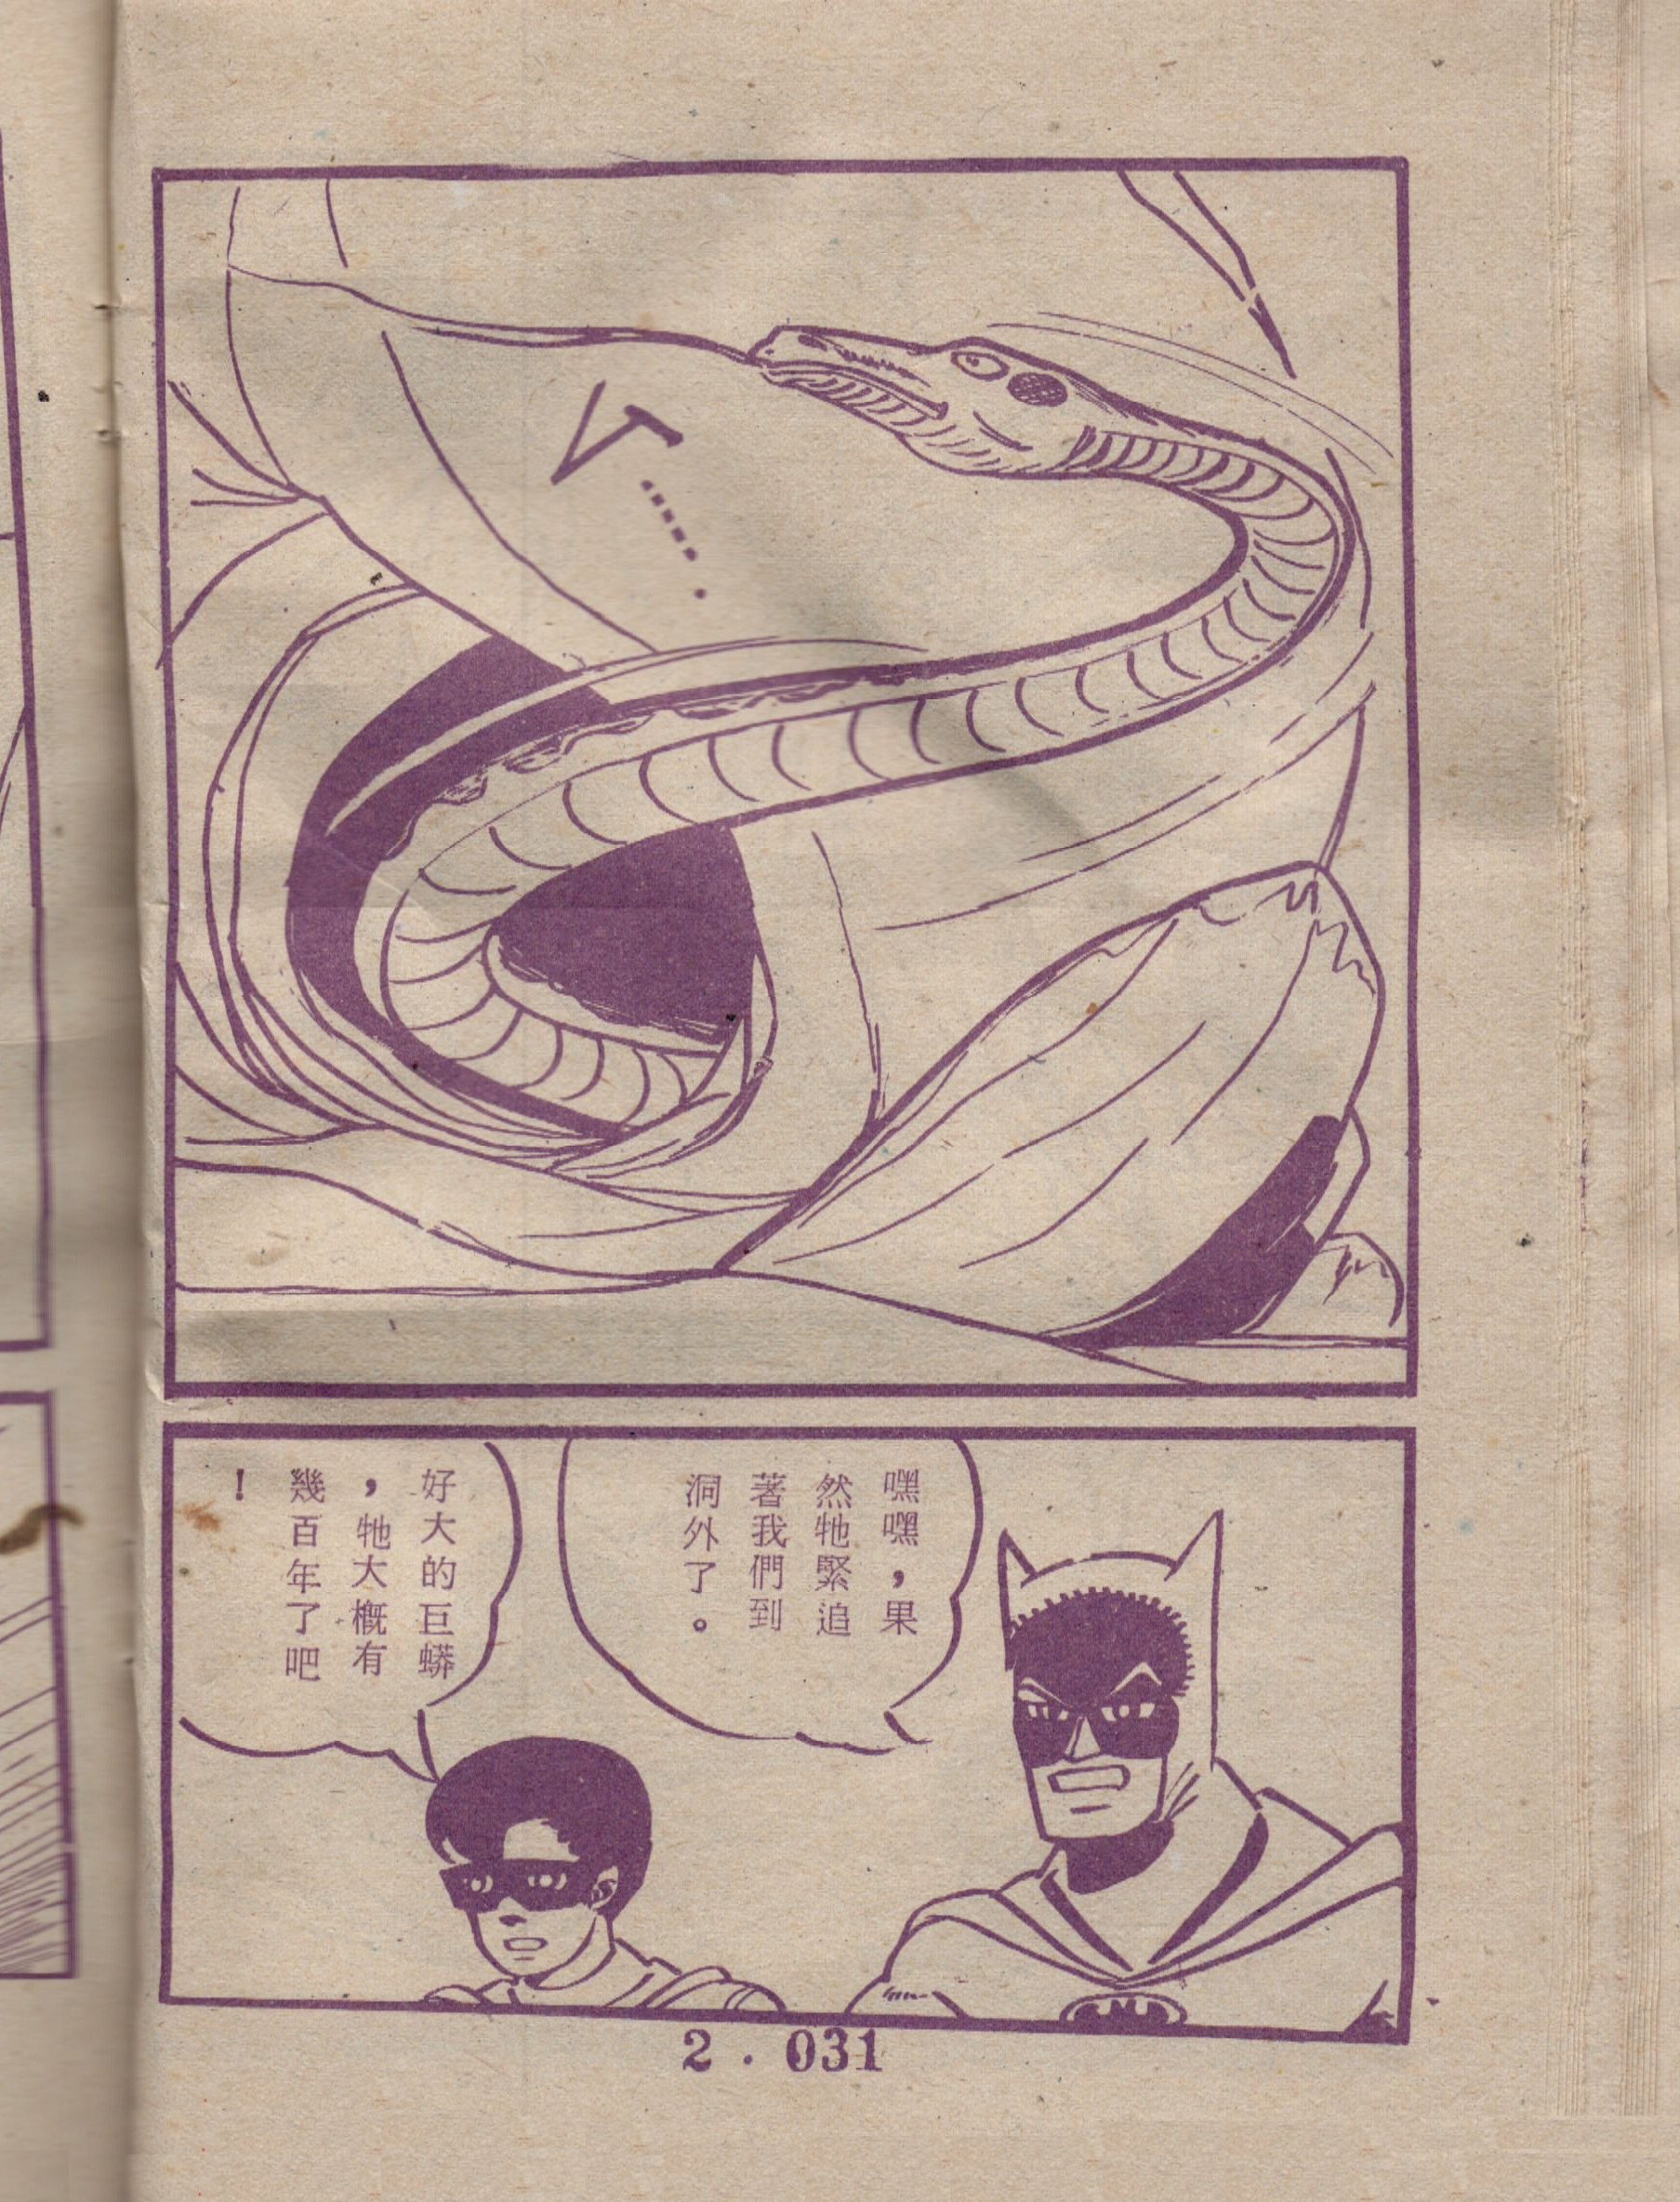 ㄙ……
嘿嘿，果
然牠緊追
著我們到
洞外了。
好大的巨蟒
，牠大概有
幾百年了吧
！
2．031